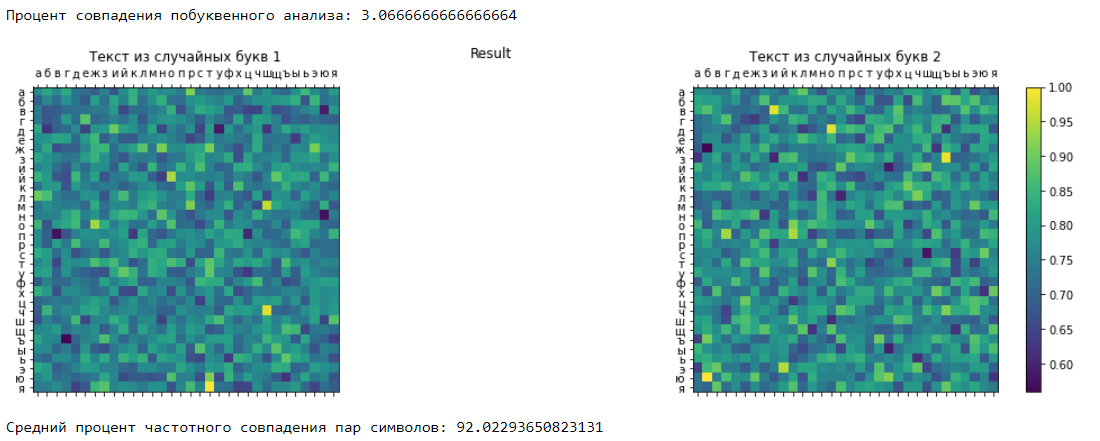 Процент совпадения побуквенного анализа: 3.0666666666666664
Result
Текст из случайных букв 1
а б в г д е ж з и й к л м н о п р с т у ф х ц ч ш щ ъ ы ь э ю я
а
б
в
г
д
е
ж
з
и
й
к
л
м
н
о
п
р
с
т
у
ф
х
ц
ч
ш
щ
ъ
ы
ь
э
ю
я
Текст из случайных букв 2
а б в г д е ж з и й к л м н о п р с т у ф х ц ч ш щ ъ ы ь э ю я
а
б
в
г
д
е
ж
з
и
й
к
л
м
н
о
п
р
с
т
у
ф
х
ц
ч
ш
щ
ъ
ы
ь
э
ю
я
1.00
0.95
0.90
0.85
0.80
0.75
0.70
0.65
0.60
Средний процент частотного совпадения пар символов: 92.02293650823131